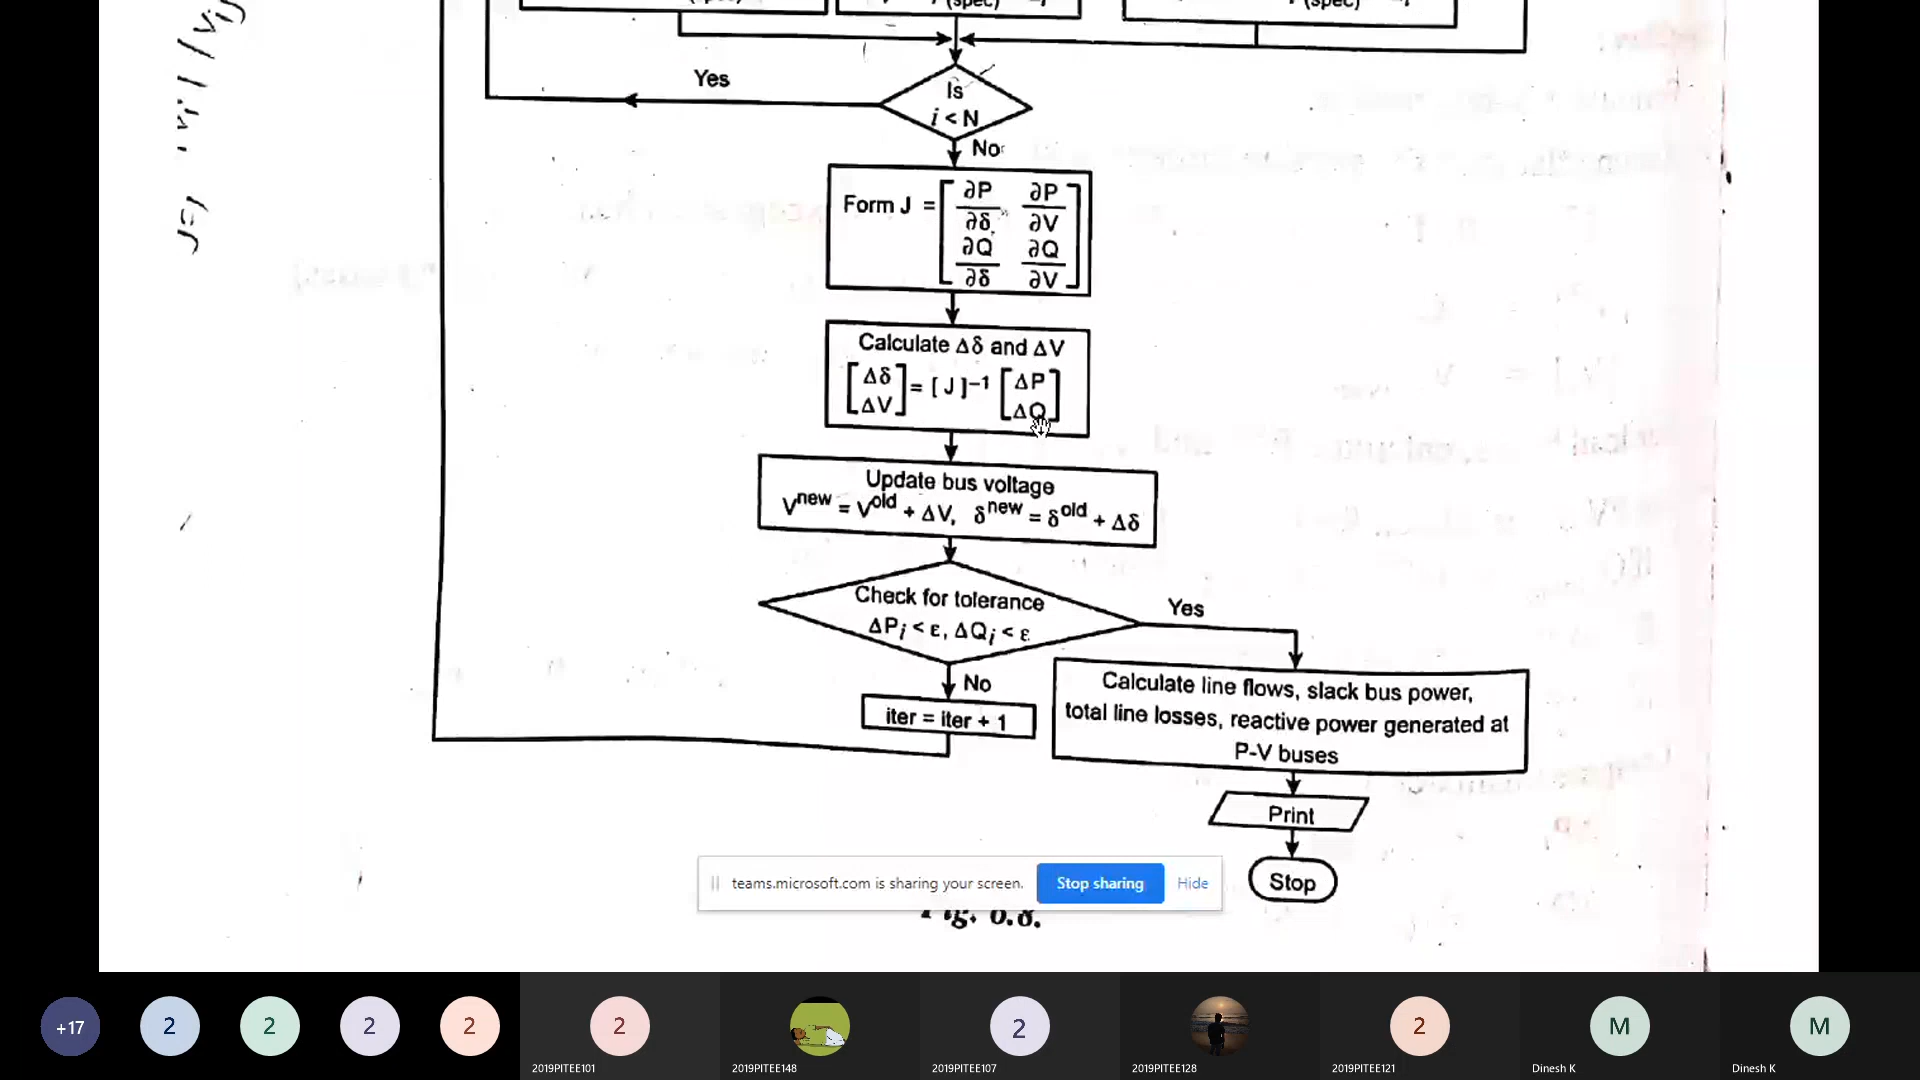 (spec)
(spec)
Yes
Is
i < N
No
Form J = [ ∂P ∂P
∂δ ∂V
∂Q ∂Q
∂δ ∂V ]
Calculate Δδ and ΔV
[ Δδ ] = [ J ]⁻¹ [ ΔP ]
[ ΔV ] [ ΔQ ]
Update bus voltage
Vⁿᵉʷ = Vᵒˡᵈ + ΔV, δⁿᵉʷ = δᵒˡᵈ + Δδ
Check for tolerance
ΔPᵢ < ε, ΔQᵢ < ε
Yes
No
iter = iter + 1
Calculate line flows, slack bus power,
total line losses, reactive power generated at
P-V buses
Print
Stop
teams.microsoft.com is sharing your screen. Stop sharing Hide
+17 2 2 2 2 2 2 2 M M
2019PITEE101 2019PITEE148 2019PITEE107 2019PITEE128 2019PITEE121 Dinesh K Dinesh K